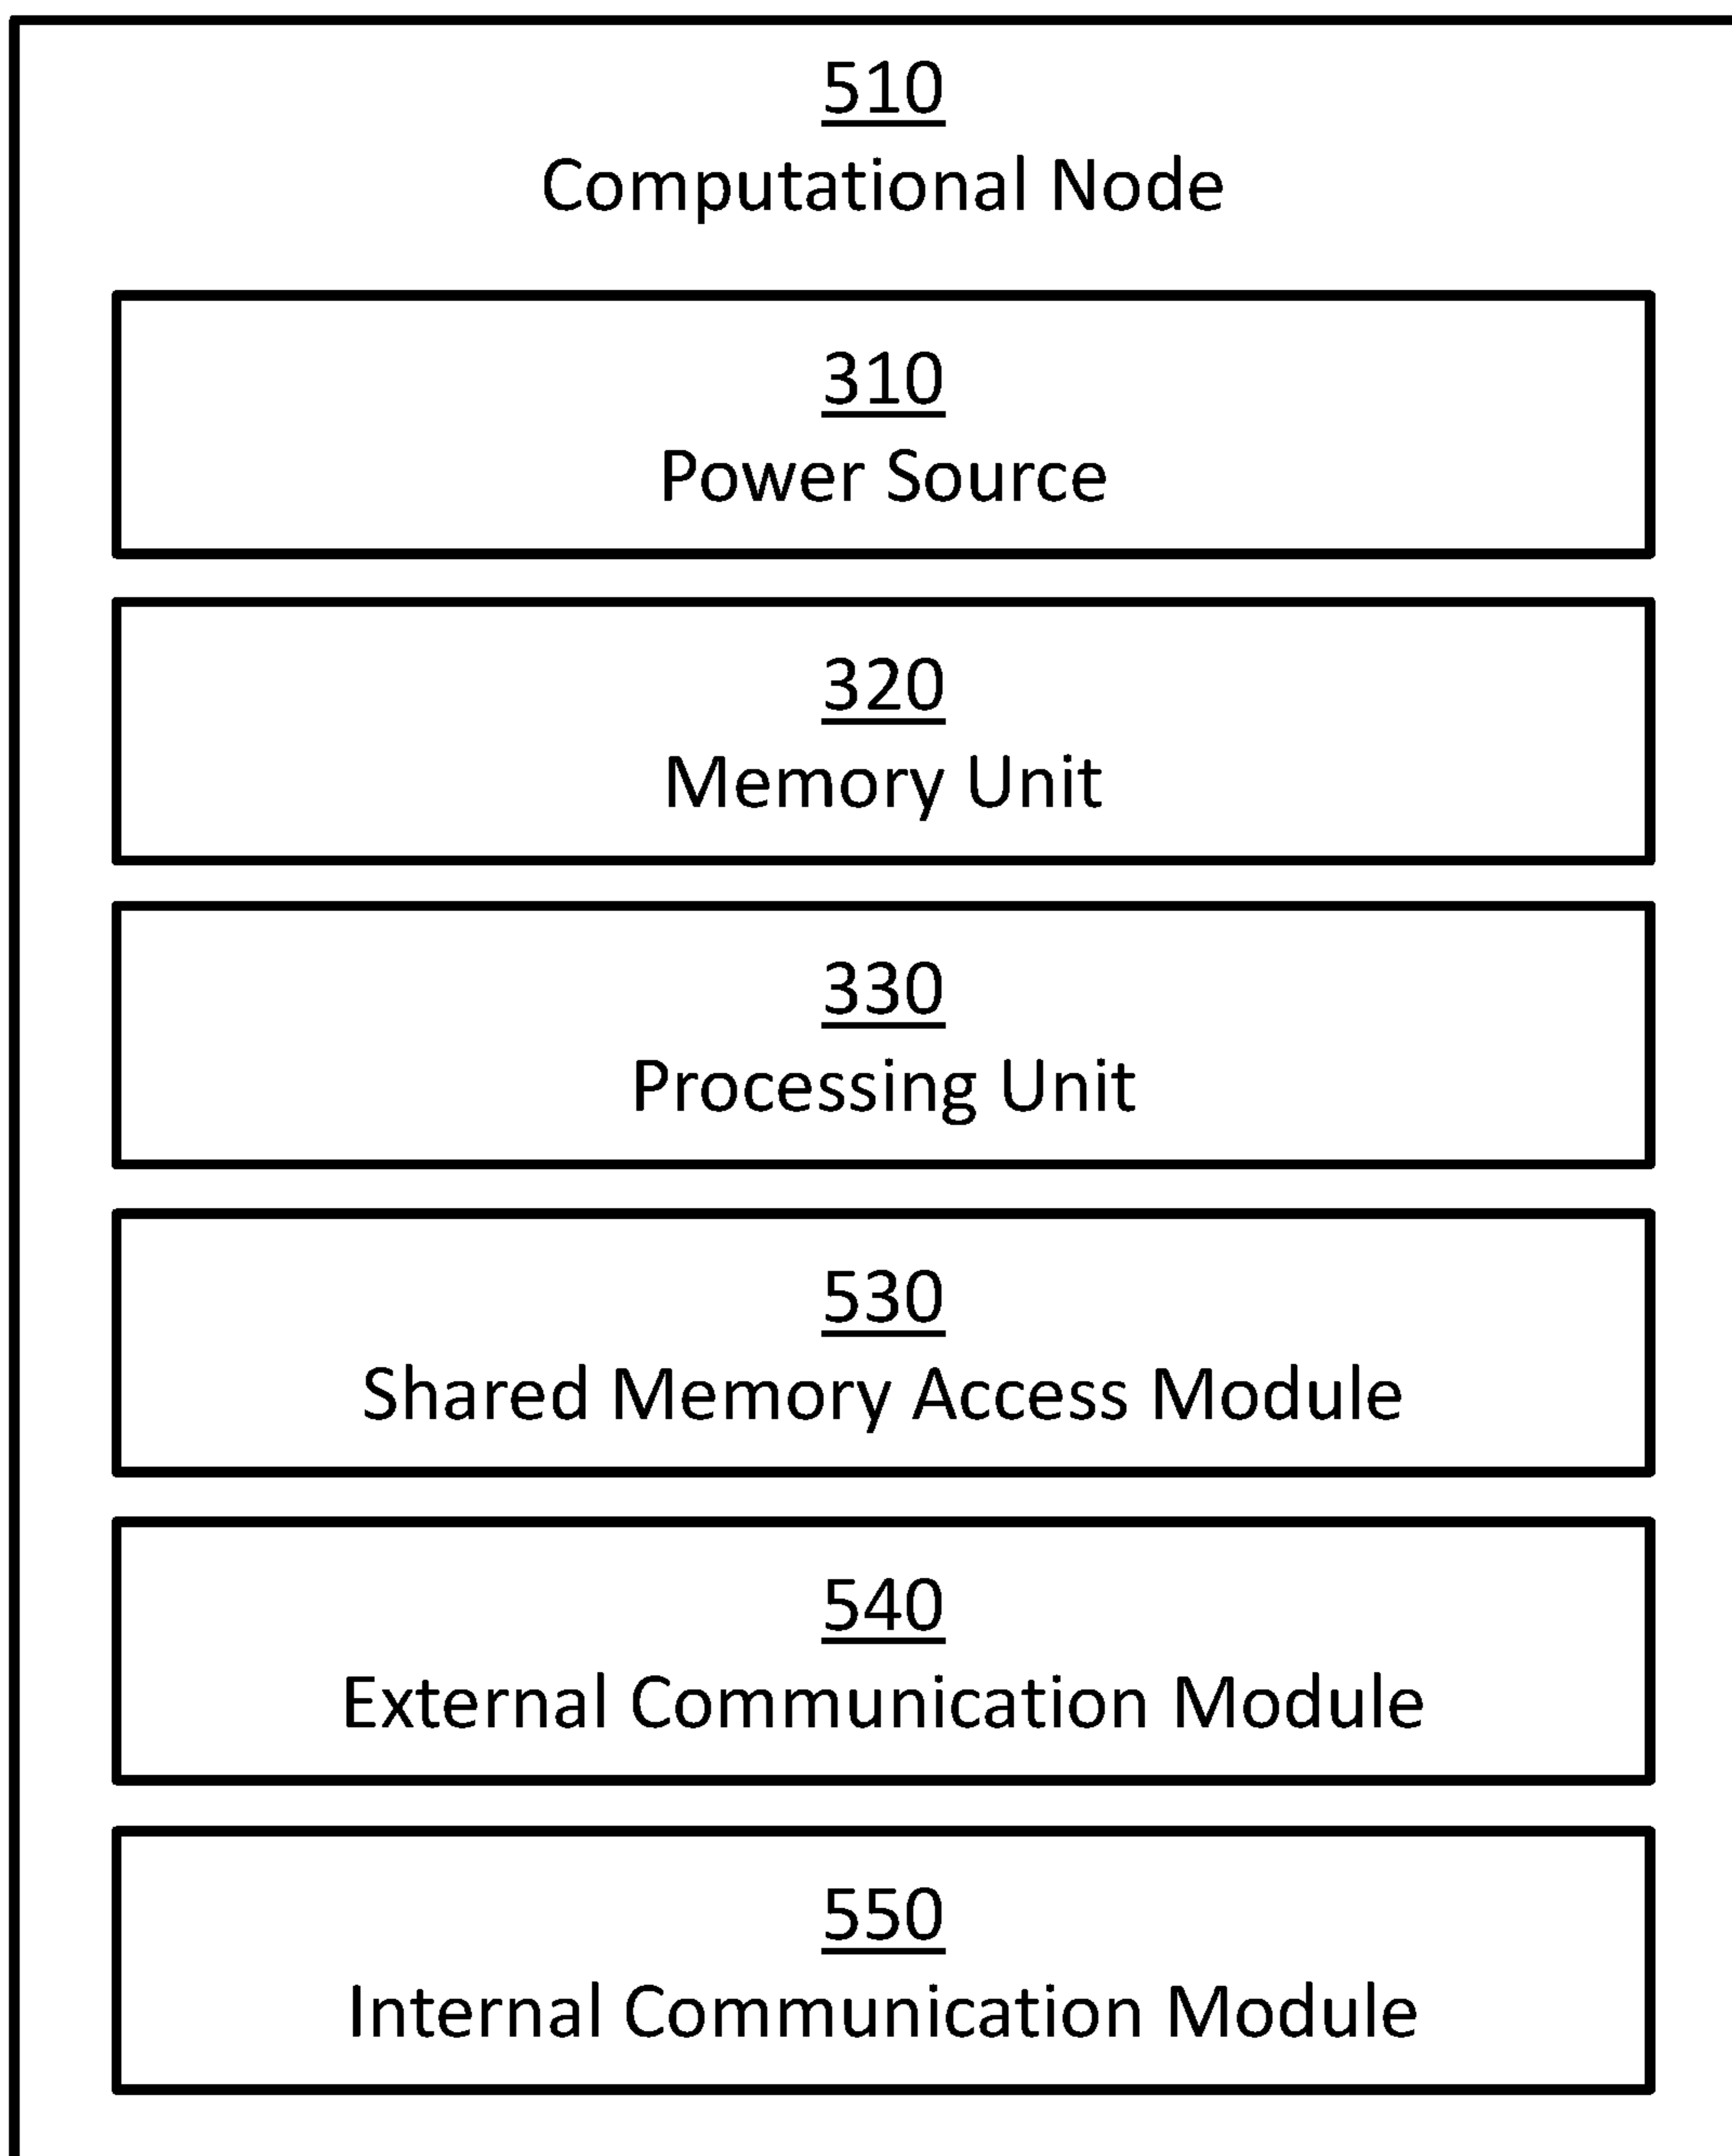 510
Computational Node
310
Power Source
320
Memory Unit
330
Processing Unit
530
Shared Memory Access Module
540
External Communication Module
550
Internal Communication Module